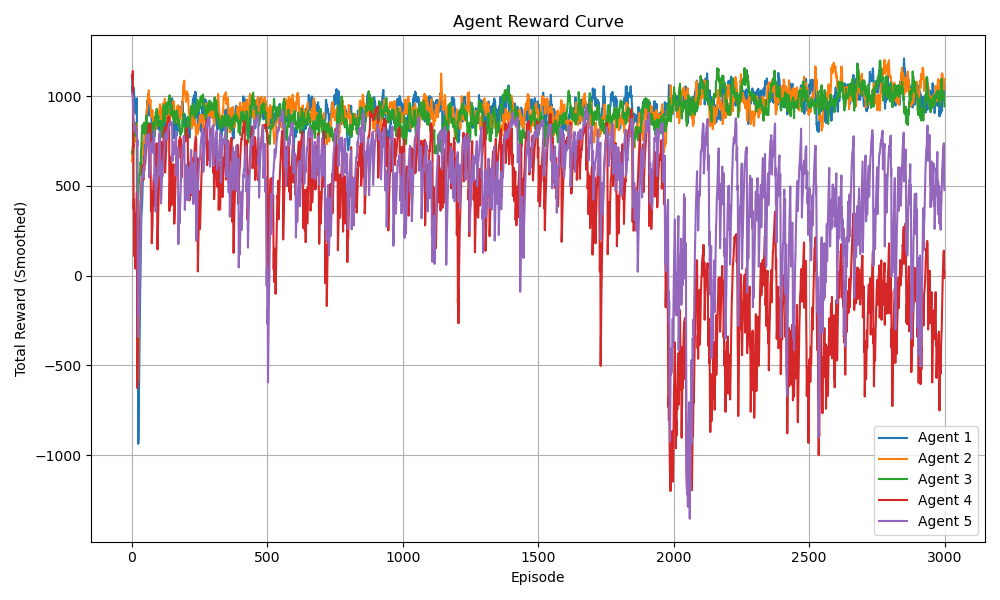 Agent Reward Curve
Total Reward (Smoothed)
1000
500
0
−500
−1000
0
500
1000
1500
2000
2500
3000
Episode
Agent 1
Agent 2
Agent 3
Agent 4
Agent 5